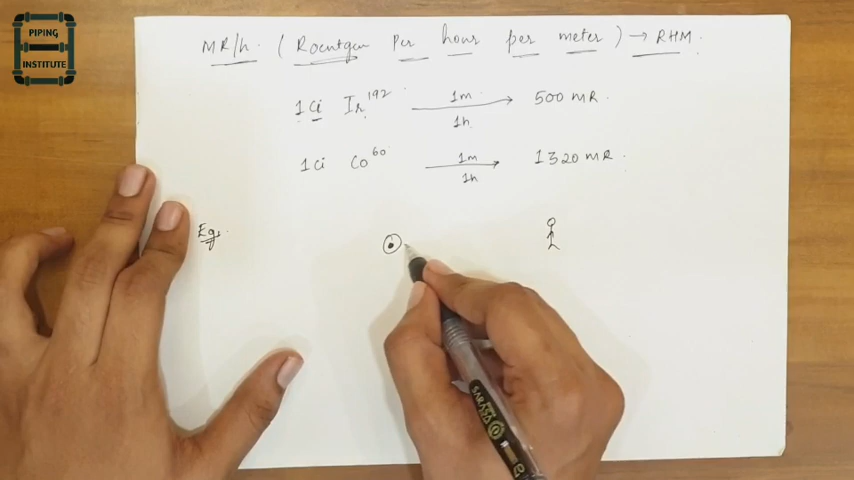 PIPING
INSTITUTE
MR/h. ( Roentgen Per hour per meter ) → RHM.
1 Ci Ir¹⁹² 1m → 500 MR.
1h
1 Ci Co⁶⁰ 1m → 1320 MR.
1h
Eg:
SARASA